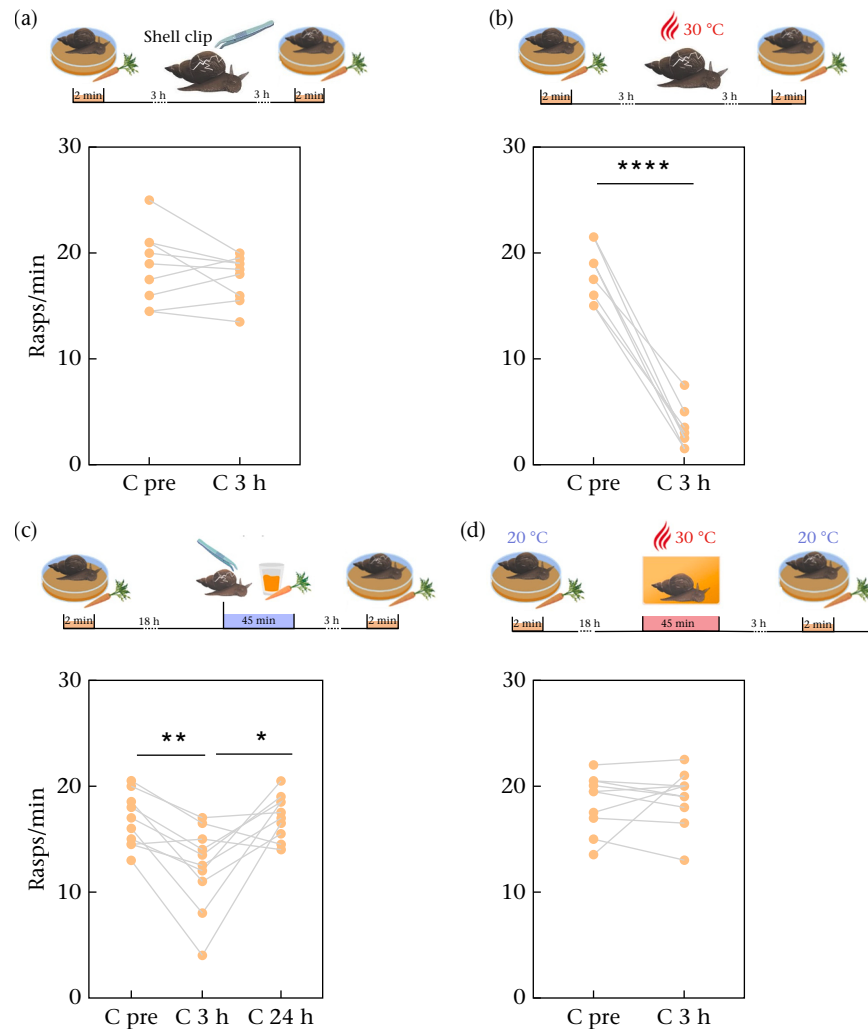 (a)
Shell clip
2 min
3 h
3 h
2 min
30
20
10
0
Rasps/min
C pre
C 3 h
(b)
30 °C
2 min
3 h
3 h
2 min
****
30
20
10
0
C pre
C 3 h
(c)
2 min
18 h
45 min
3 h
2 min
30
20
10
0
Rasps/min
**
*
C pre
C 3 h
C 24 h
(d)
20 °C
30 °C
20 °C
2 min
18 h
45 min
3 h
2 min
30
20
10
0
C pre
C 3 h